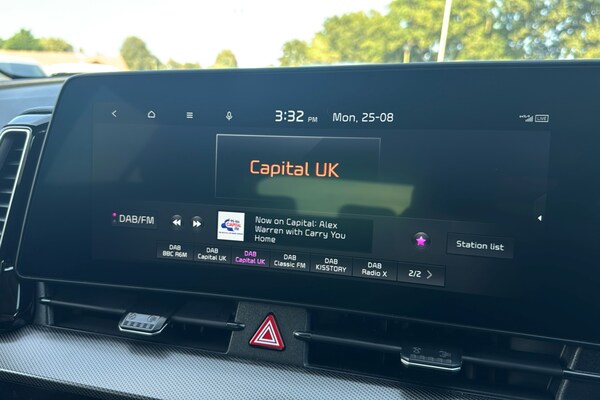 3:32 PM Mon, 25-08 LIVE
Capital UK
DAB/FM
CAPITAL
Now on Capital: Alex
Warren with Carry You
Home
Station list
DAB DAB DAB DAB DAB DAB
BBC R6M Capital UK Capital UK Classic FM KISSTORY Radio X 2/2